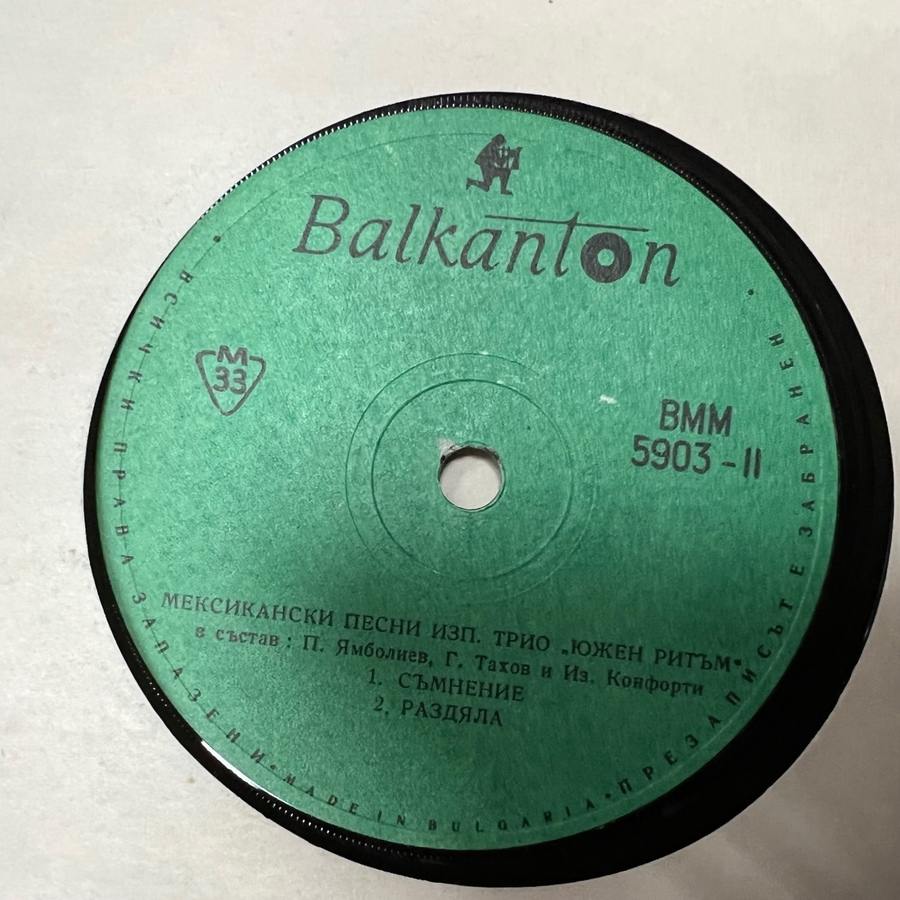 Balkanton
M
33
ВММ
5903-II
МЕКСИКАНСКИ ПЕСНИ ИЗП. ТРИО „ЮЖЕН РИТЪМ“
в състав: П. Ямболиев, Г. Тахов и Из. Конфорти
1. СЪМНЕНИЕ
2. РАЗДЯЛА
• ВСИЧКИ ПРАВА ЗАПАЗЕНИ • MADE IN BULGARIA • ПРЕЗАПИСЪТ Е ЗАБРАНЕН •